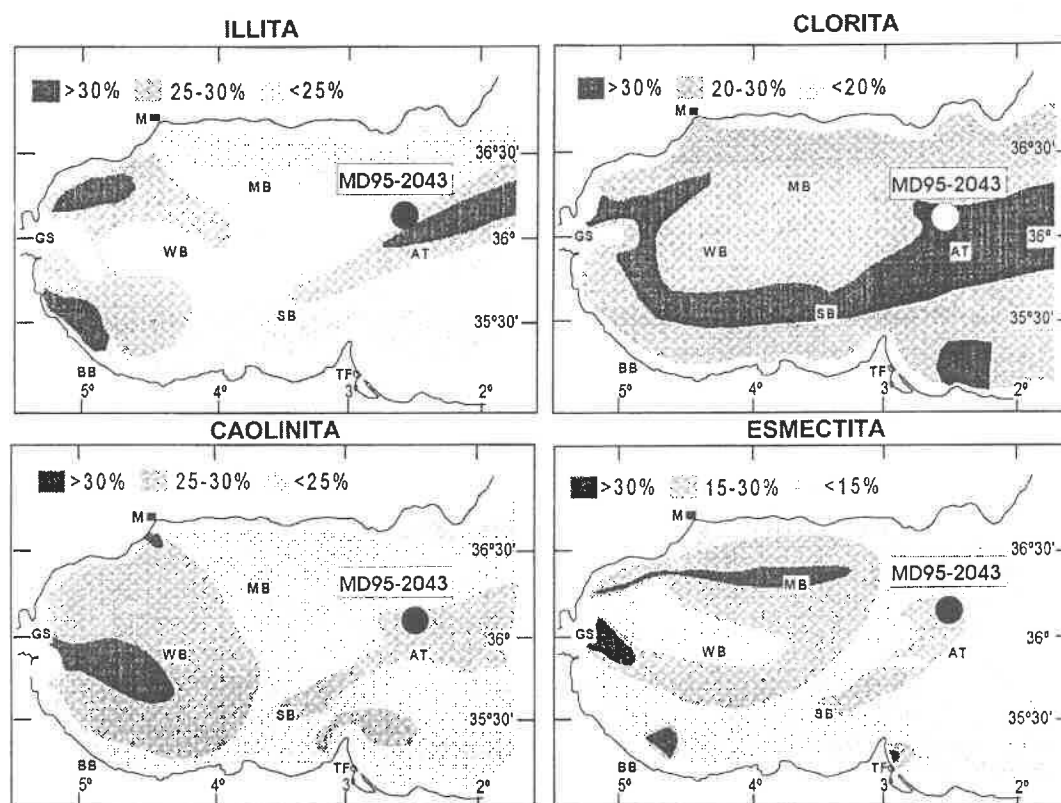 ILLITA
>30% 25-30% <25%
M
36°30'
MB
MD95-2043
GS
WB
36°
AT
SB
35°30'
BB
TF
5° 4° 3° 2°
CLORITA
>30% 20-30% <20%
M
36°30'
MB
MD95-2043
GS
WB
AT
36°
SB
35°30'
BB
TF
5° 4° 3° 2°
CAOLINITA
>30% 25-30% <25%
M
36°30'
MB
MD95-2043
GS
WB
36°
AT
SB
35°30'
BB
TF
5° 4° 3° 2°
ESMECTITA
>30% 15-30% <15%
M
36°30'
MB
MD95-2043
GS
WB
36°
AT
SB
35°30'
BB
TF
5° 4° 3° 2°